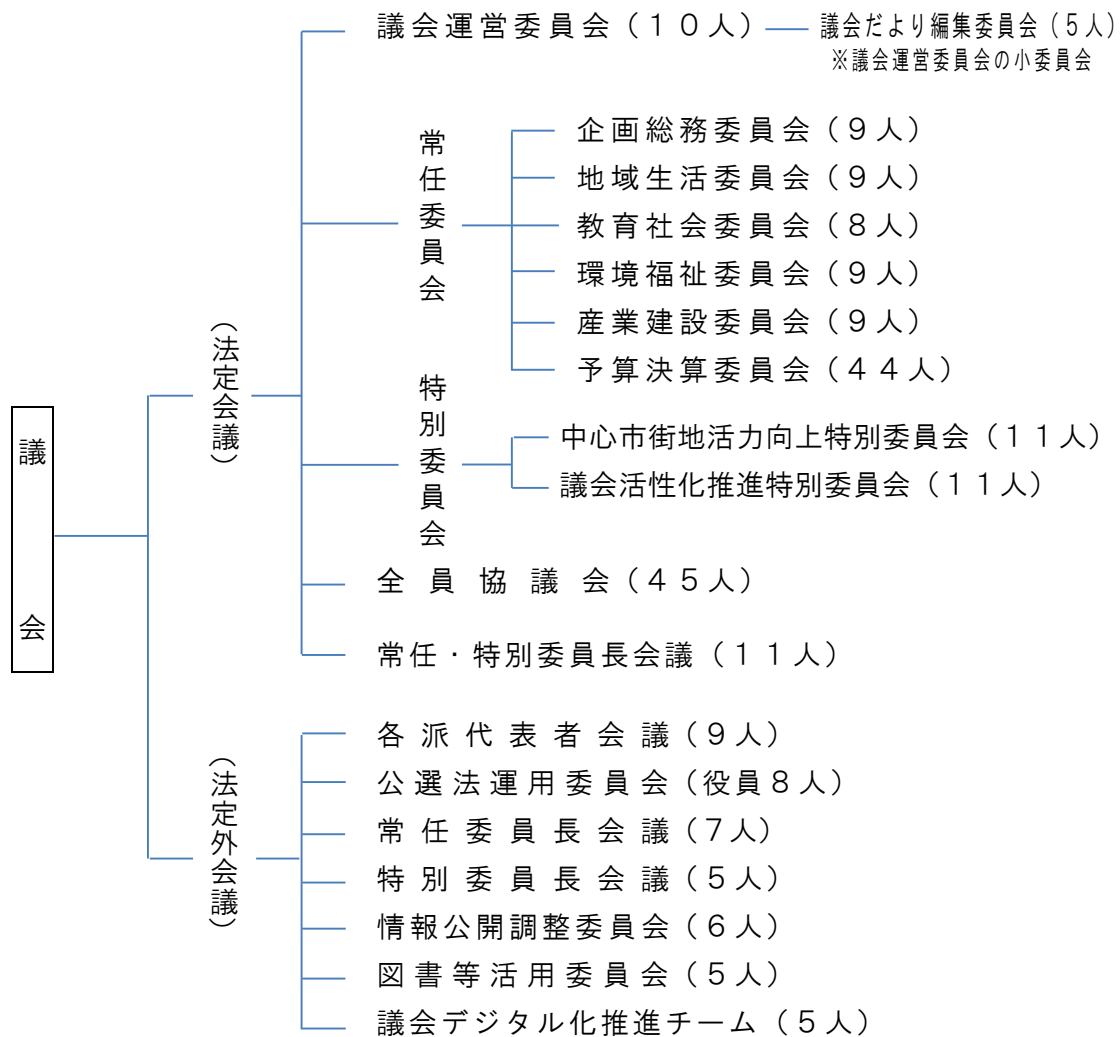 議会
(法定会議)
議会運営委員会(10人)
議会だより編集委員会(5人)
※議会運営委員会の小委員会
常任委員会
企画総務委員会(9人)
地域生活委員会(9人)
教育社会委員会(8人)
環境福祉委員会(9人)
産業建設委員会(9人)
予算決算委員会(44人)
特別委員会
中心市街地活力向上特別委員会(11人)
議会活性化推進特別委員会(11人)
全員協議会(45人)
常任・特別委員長会議(11人)
(法定外会議)
各派代表者会議(9人)
公選法運用委員会(役員8人)
常任委員長会議(7人)
特別委員長会議(5人)
情報公開調整委員会(6人)
図書等活用委員会(5人)
議会デジタル化推進チーム(5人)